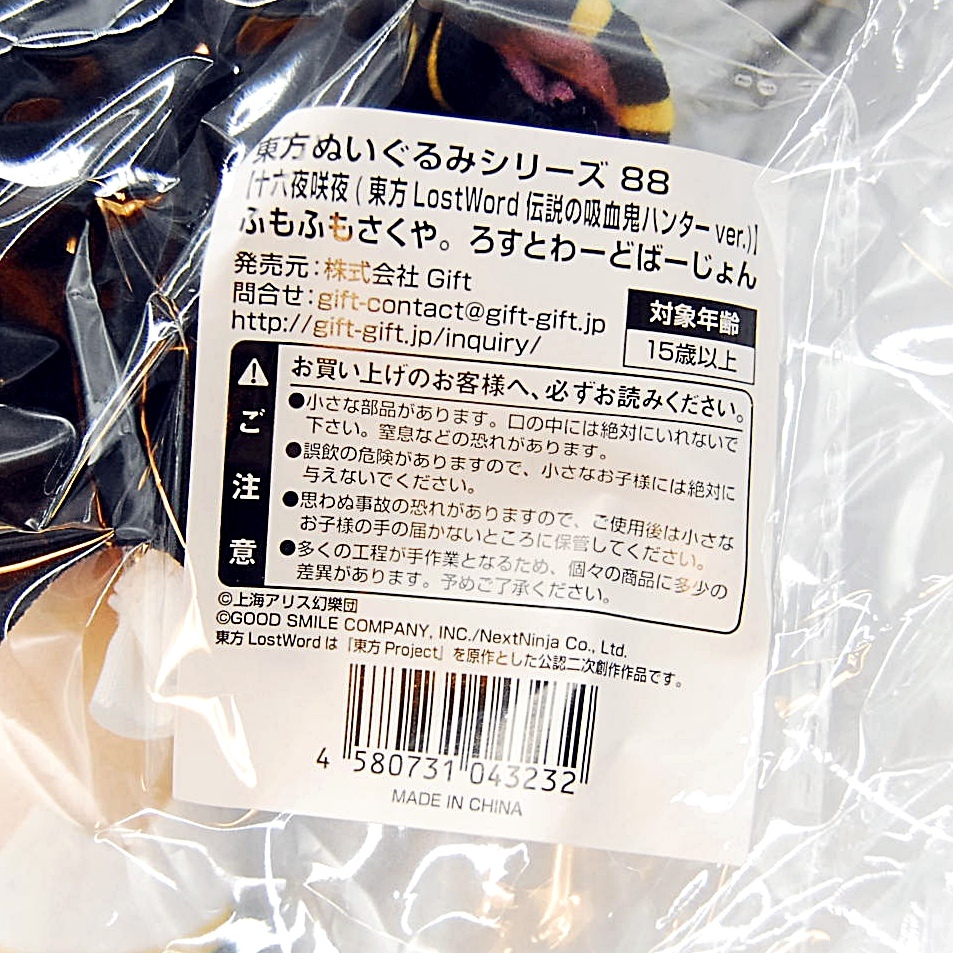 東方ぬいぐるみシリーズ 88
【十六夜咲夜 ( 東方 LostWord 伝説の吸血鬼ハンター ver.)】
ふもふもさくや。ろすとわーどばーじょん
発売元：株式会社 Gift
問合せ：gift-contact@gift-gift.jp
http://gift-gift.jp/inquiry/
対象年齢
15歳以上
ご注意
お買い上げのお客様へ、必ずお読みください。
●小さな部品があります。口の中には絶対にいれないで
下さい。窒息などの恐れがあります。
●誤飲の危険がありますので、小さなお子様には絶対に
与えないでください。
●思わぬ事故の恐れがありますので、ご使用後は小さな
お子様の手の届かないところに保管してください。
●多くの工程が手作業となるため、個々の商品に多少の
差異があります。予めご了承ください。
©上海アリス幻樂団
©GOOD SMILE COMPANY, INC./NextNinja Co., Ltd.
東方 LostWord は「東方 Project」を原作とした公認二次創作作品です。
4 580731 043232
MADE IN CHINA